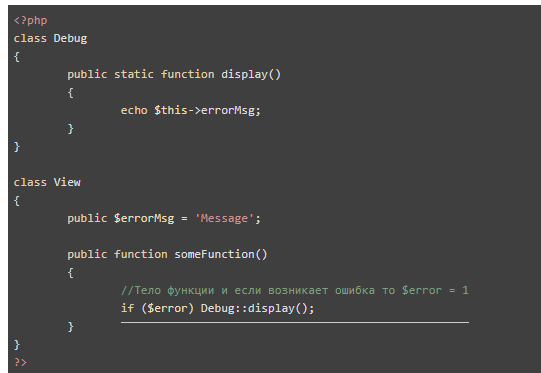 <?php
class Debug
{
public static function display()
{
echo $this->errorMsg;
}
}
class View
{
public $errorMsg = 'Message';
public function someFunction()
{
//Тело функции и если возникает ошибка то $error = 1
if ($error) Debug::display();
}
}
?>